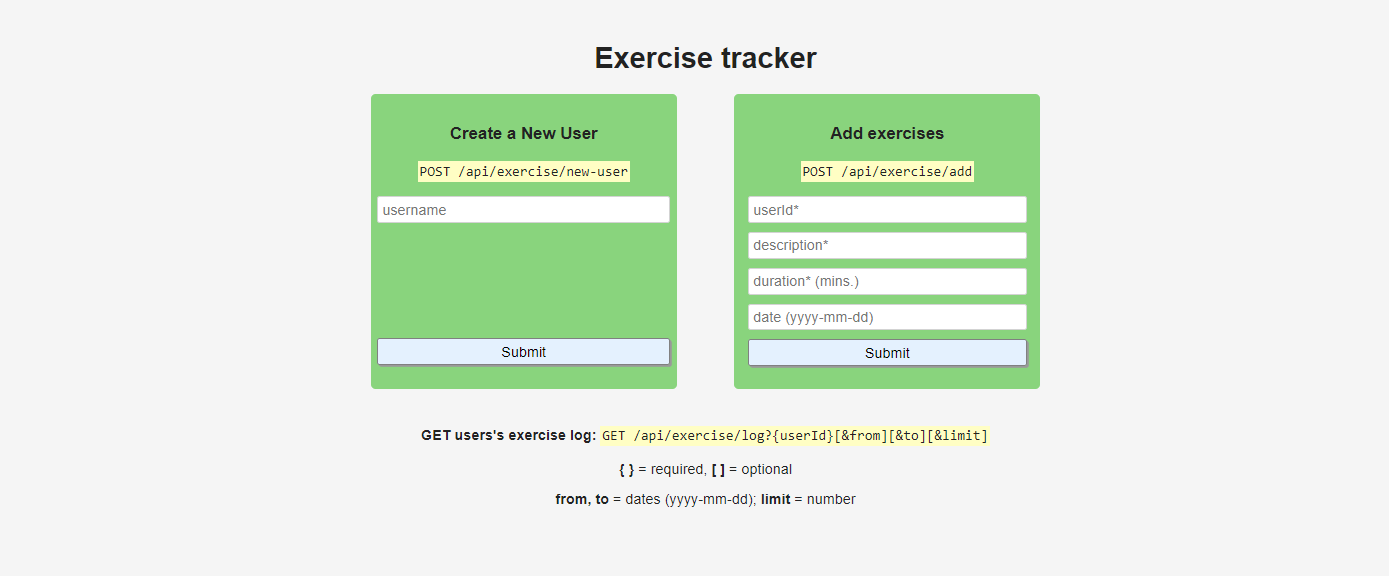 Exercise tracker
Create a New User
POST /api/exercise/new-user
username
Submit
Add exercises
POST /api/exercise/add
userId*
description*
duration* (mins.)
date (yyyy-mm-dd)
Submit
GET users's exercise log: GET /api/exercise/log?{userId}[&from][&to][&limit]
{ } = required, [ ] = optional
from, to = dates (yyyy-mm-dd); limit = number